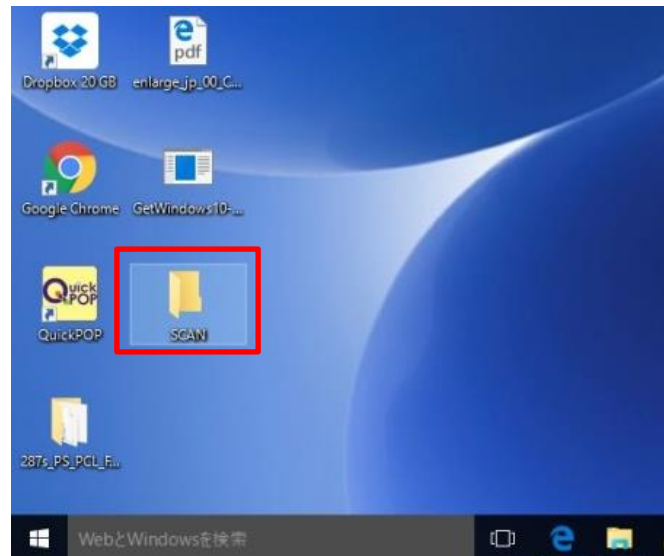 pdf
Dropbox 20 GB
enlarge_jp_00_C...
Google Chrome
GetWindows10-...
Quick
POP
QuickPOP
SCAN
287s_PS_PCL_F...
WebとWindowsを検索